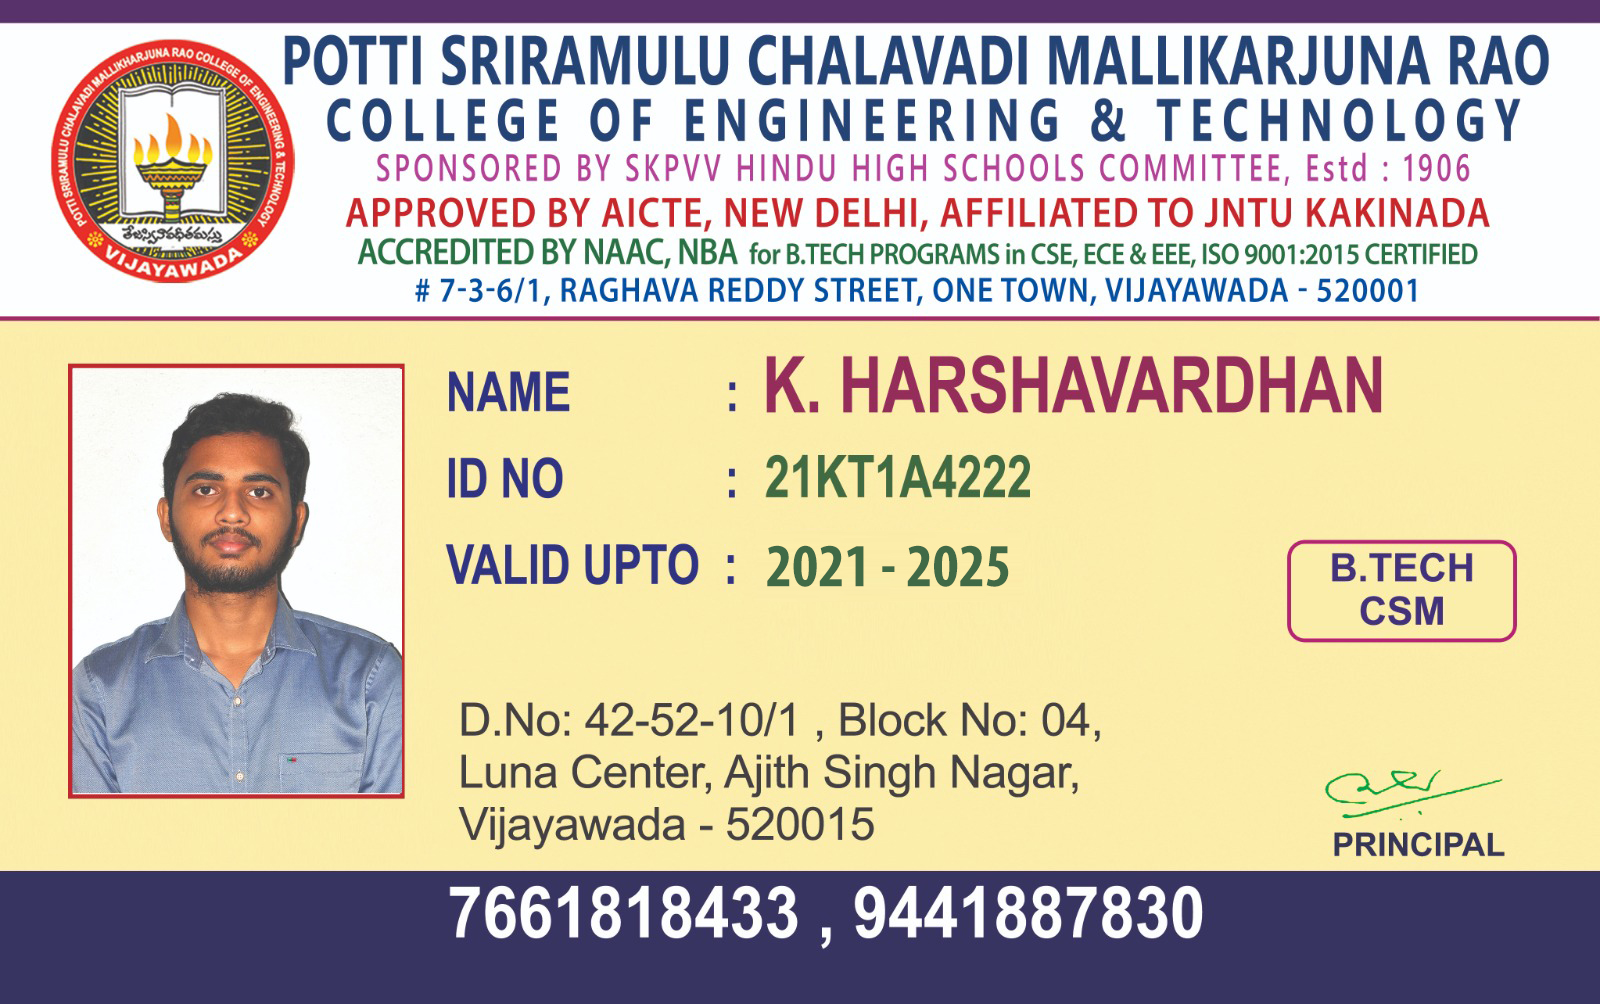 POTTI SRIRAMULU CHALAVADI MALLIKARJUNA RAO
COLLEGE OF ENGINEERING & TECHNOLOGY
SPONSORED BY SKPVV HINDU HIGH SCHOOLS COMMITTEE, Estd : 1906
APPROVED BY AICTE, NEW DELHI, AFFILIATED TO JNTU KAKINADA
ACCREDITED BY NAAC, NBA for B.TECH PROGRAMS in CSE, ECE & EEE, ISO 9001:2015 CERTIFIED
# 7-3-6/1, RAGHAVA REDDY STREET, ONE TOWN, VIJAYAWADA - 520001
POTTI SRIRAMULU CHALAVADI MALLIKHARJUNA RAO COLLEGE OF ENGINEERING & TECHNOLOGY
తేజస్వినావధీతమస్తు
VIJAYAWADA
NAME : K. HARSHAVARDHAN
ID NO : 21KT1A4222
VALID UPTO : 2021 - 2025
B.TECH
CSM
D.No: 42-52-10/1 , Block No: 04,
Luna Center, Ajith Singh Nagar,
Vijayawada - 520015
PRINCIPAL
7661818433 , 9441887830